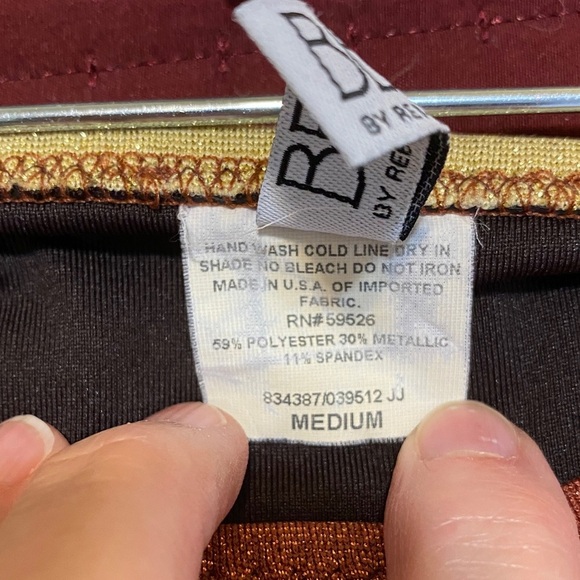 BY REB
HAND WASH COLD LINE DRY IN
SHADE NO BLEACH DO NOT IRON
MADE IN U.S.A. OF IMPORTED
FABRIC.
RN#59526
59% POLYESTER 30% METALLIC
11% SPANDEX
834387/039512 JJ
MEDIUM